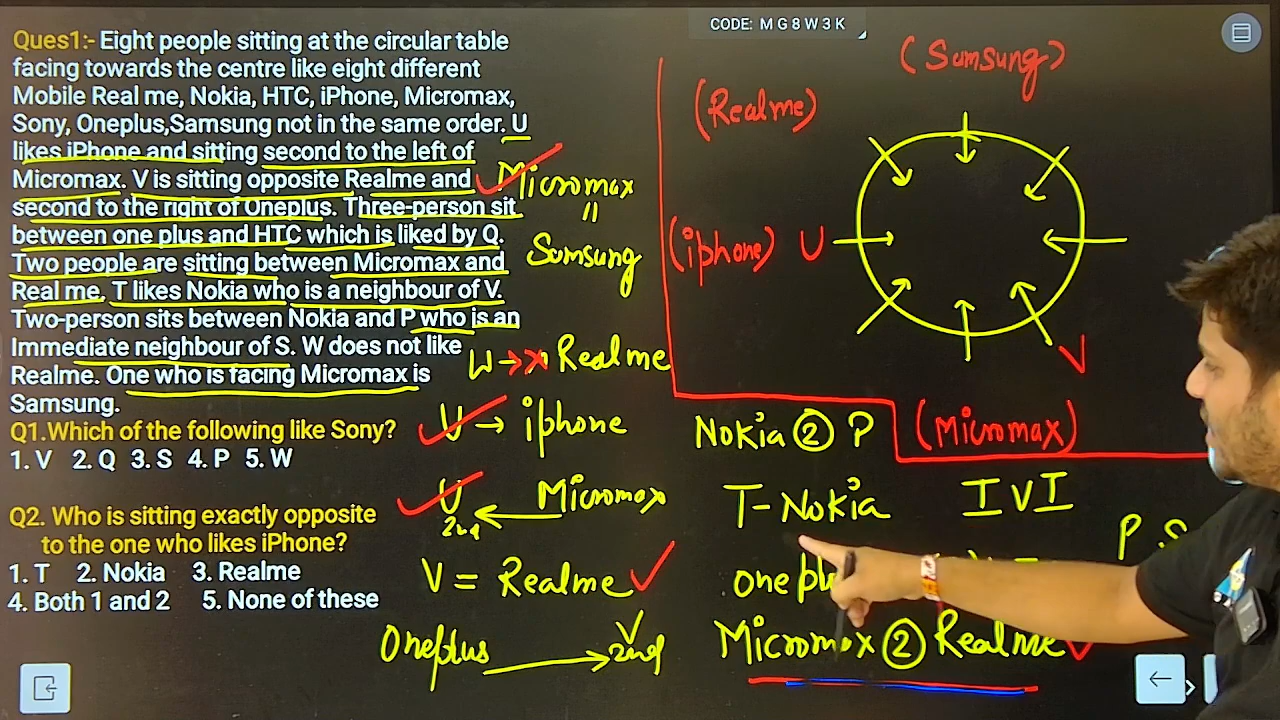 CODE: M G 8 W 3 K
Ques1:- Eight people sitting at the circular table
facing towards the centre like eight different
Mobile Real me, Nokia, HTC, iPhone, Micromax,
Sony, Oneplus,Samsung not in the same order. U
likes iPhone and sitting second to the left of
Micromax. V is sitting opposite Realme and
second to the right of Oneplus. Three-person sit
between one plus and HTC which is liked by Q.
Two people are sitting between Micromax and
Real me. T likes Nokia who is a neighbour of V.
Two-person sits between Nokia and P who is an
Immediate neighbour of S. W does not like
Realme. One who is facing Micromax is
Samsung.
Q1.Which of the following like Sony?
1. V 2. Q 3. S 4. P 5. W
Q2. Who is sitting exactly opposite
to the one who likes iPhone?
1. T 2. Nokia 3. Realme
4. Both 1 and 2 5. None of these
Micromax
=
Samsung
W → x Realme
U → iphone
U 2nd ← Micromax
V = Realme
Oneplus → V 2nd
(Samsung)
(Realme)
(iphone) U
V
(Micromax)
Nokia ② P
T - Nokia
T V T
P S
one pl
Micromax ② Realme